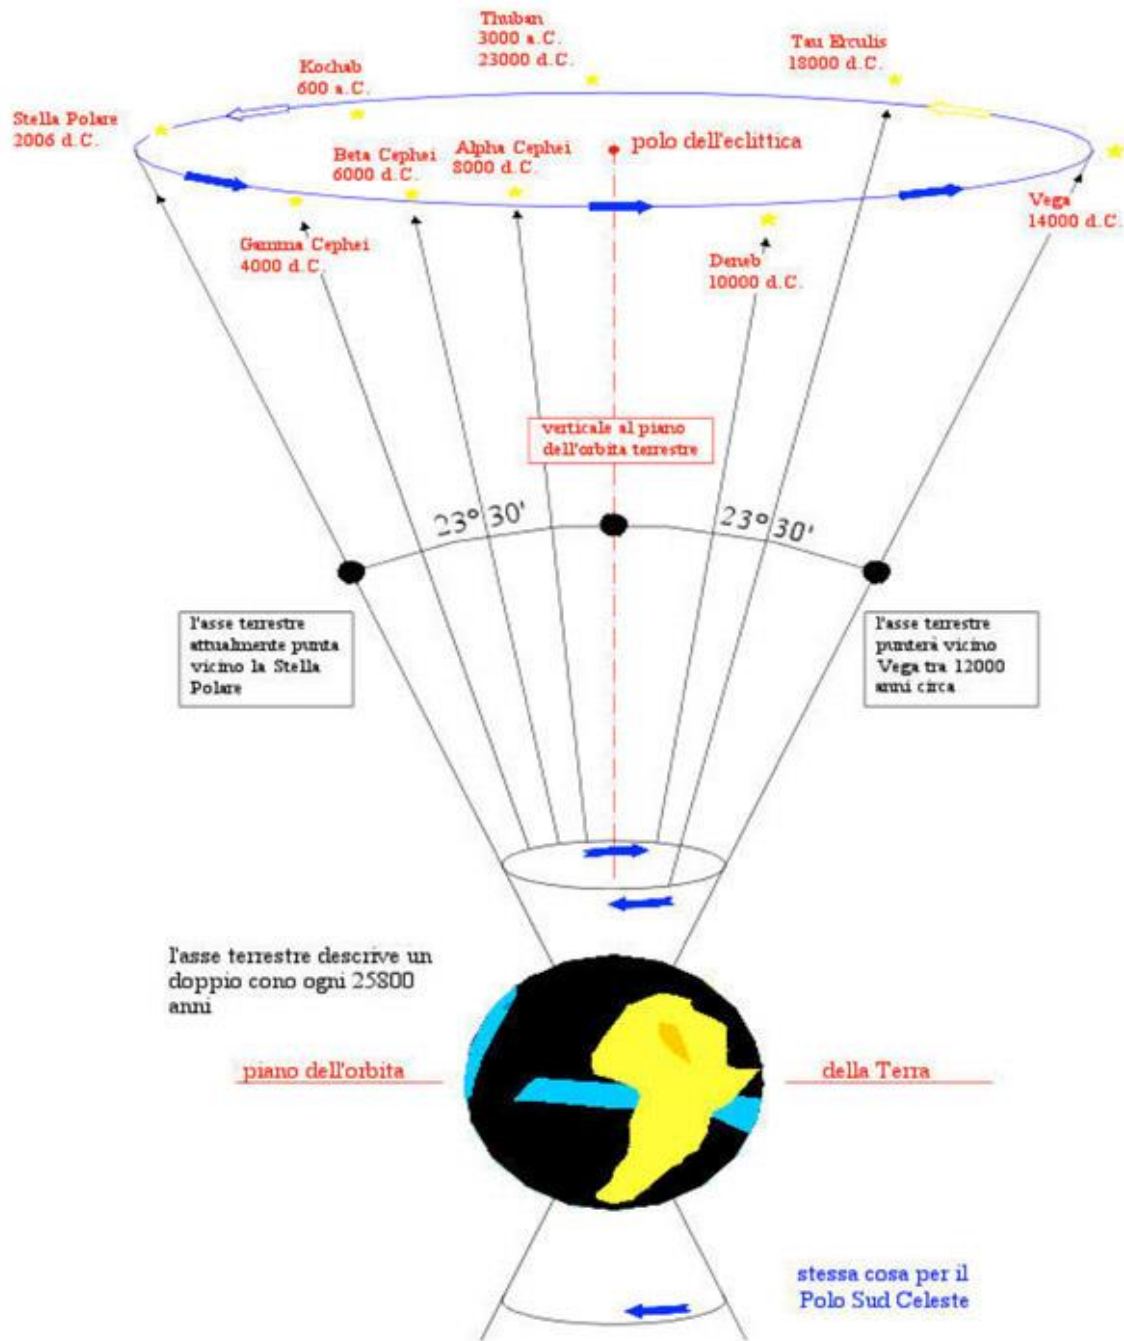 Thuban
3000 a.C.
23000 d.C.
Tau Erculis
18000 d.C.
Kochab
600 a.C.
Stella Polare
2006 d.C.
polo dell'eclittica
Beta Cephei
6000 d.C.
Alpha Cephei
8000 d.C.
Vega
14000 d.C.
Gamma Cephei
4000 d.C.
Deneb
10000 d.C.
verticale al piano
dell'orbita terrestre
23° 30'
23° 30'
l'asse terrestre
attualmente punta
vicino la Stella
Polare
l'asse terrestre
punterà vicino
Vega tra 12000
anni circa
l'asse terrestre descrive un
doppio cono ogni 25800
anni
piano dell'orbita
della Terra
stessa cosa per il
Polo Sud Celeste